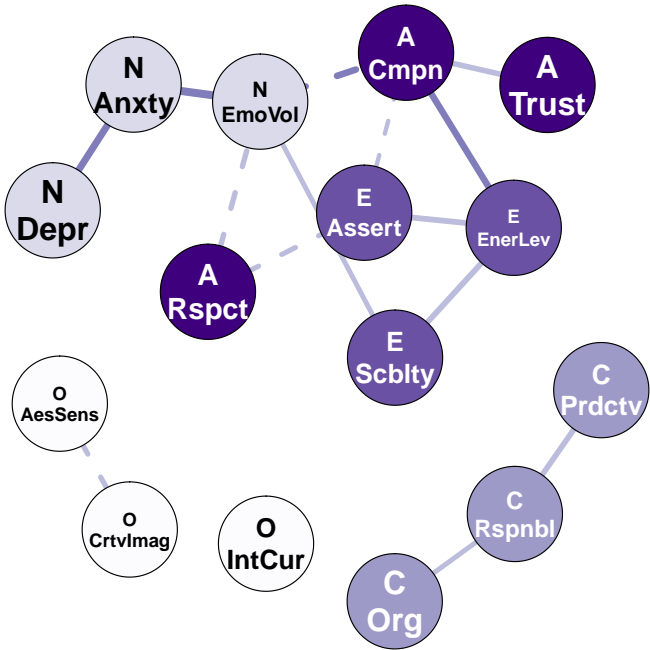 A
Cmpn
N
Anxty
A
Trust
N
EmoVol
N
Depr
E
Assert
E
EnerLev
A
Rspct
E
Scblty
O
AesSens
C
Prdctv
C
Rspnbl
O
CrtvImag
O
IntCur
C
Org